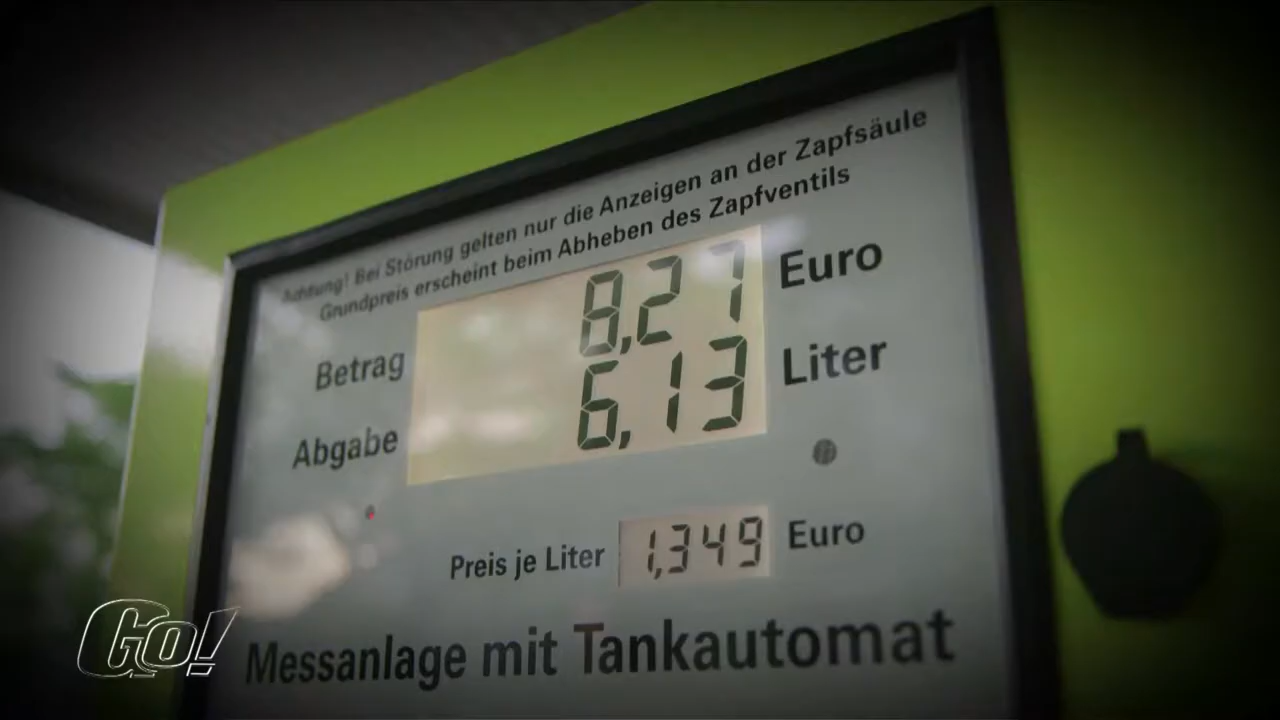 Achtung! Bei Störung gelten nur die Anzeigen an der Zapfsäule
Grundpreis erscheint beim Abheben des Zapfventils
Betrag 8,27 Euro
Abgabe 6,13 Liter
Preis je Liter 1,349 Euro
Messanlage mit Tankautomat
GO!